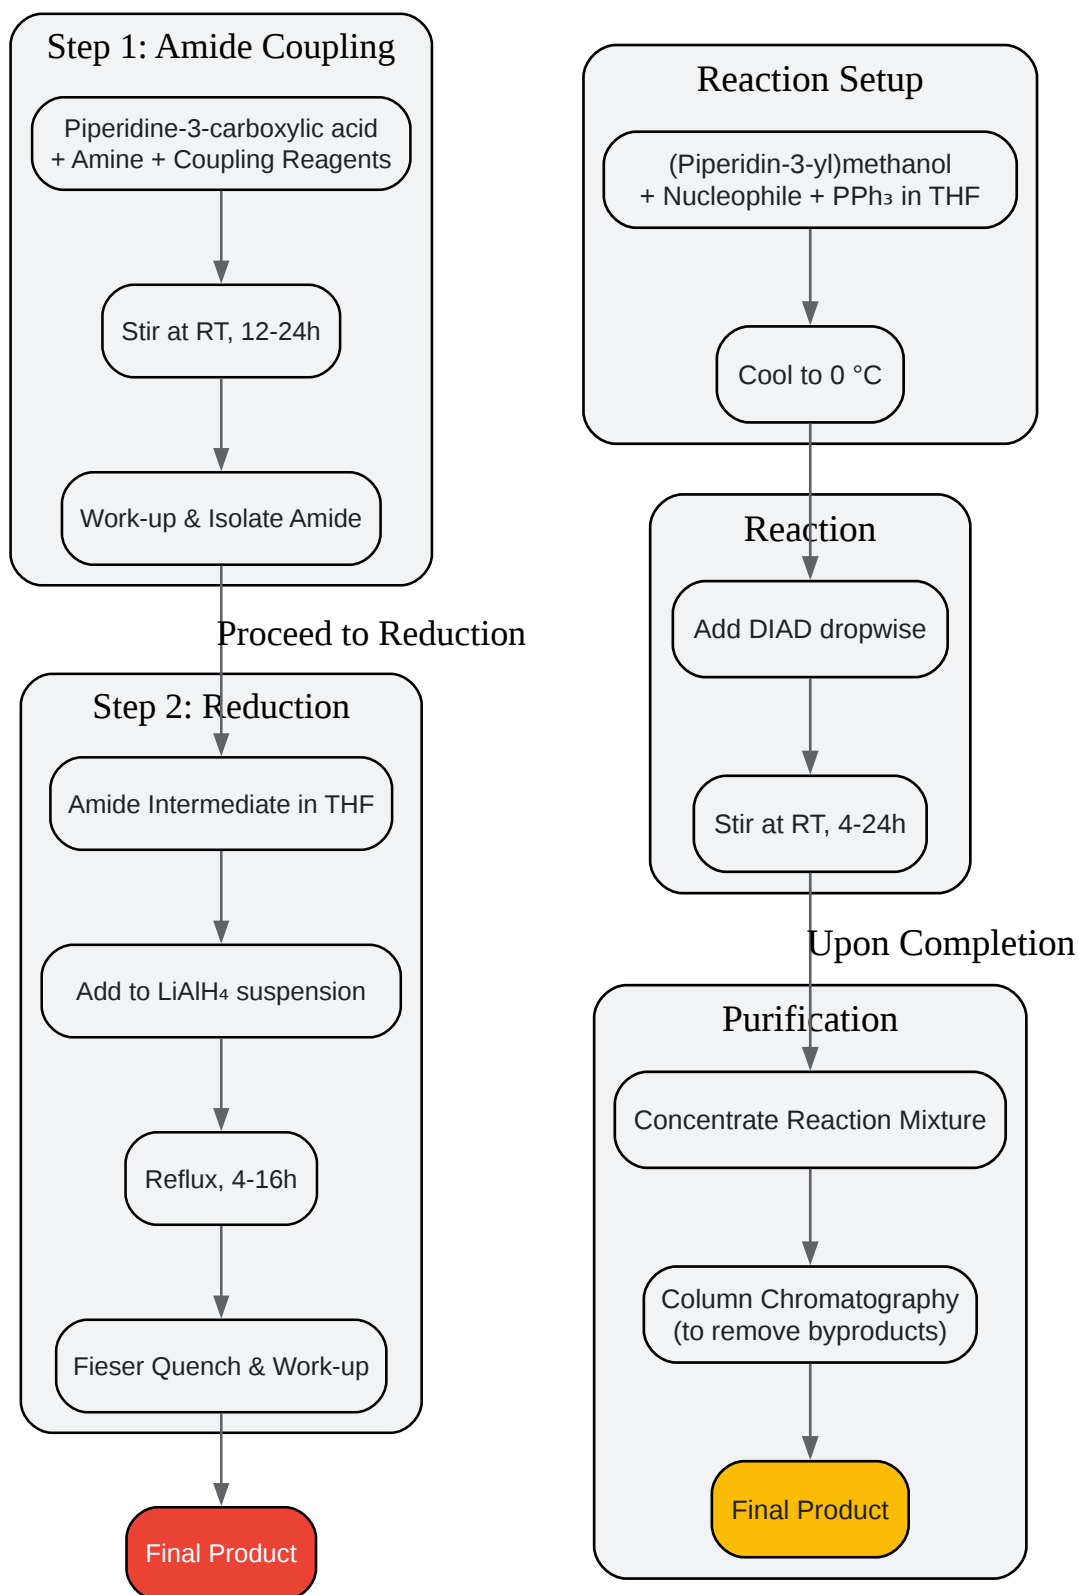 Step 1: Amide Coupling
Piperidine-3-carboxylic acid
+ Amine + Coupling Reagents
Stir at RT, 12-24h
Work-up & Isolate Amide
Proceed to Reduction
Step 2: Reduction
Amide Intermediate in THF
Add to LiAlH₄ suspension
Reflux, 4-16h
Fieser Quench & Work-up
Final Product
Reaction Setup
(Piperidin-3-yl)methanol
+ Nucleophile + PPh₃ in THF
Cool to 0 °C
Reaction
Add DIAD dropwise
Stir at RT, 4-24h
Upon Completion
Purification
Concentrate Reaction Mixture
Column Chromatography
(to remove byproducts)
Final Product